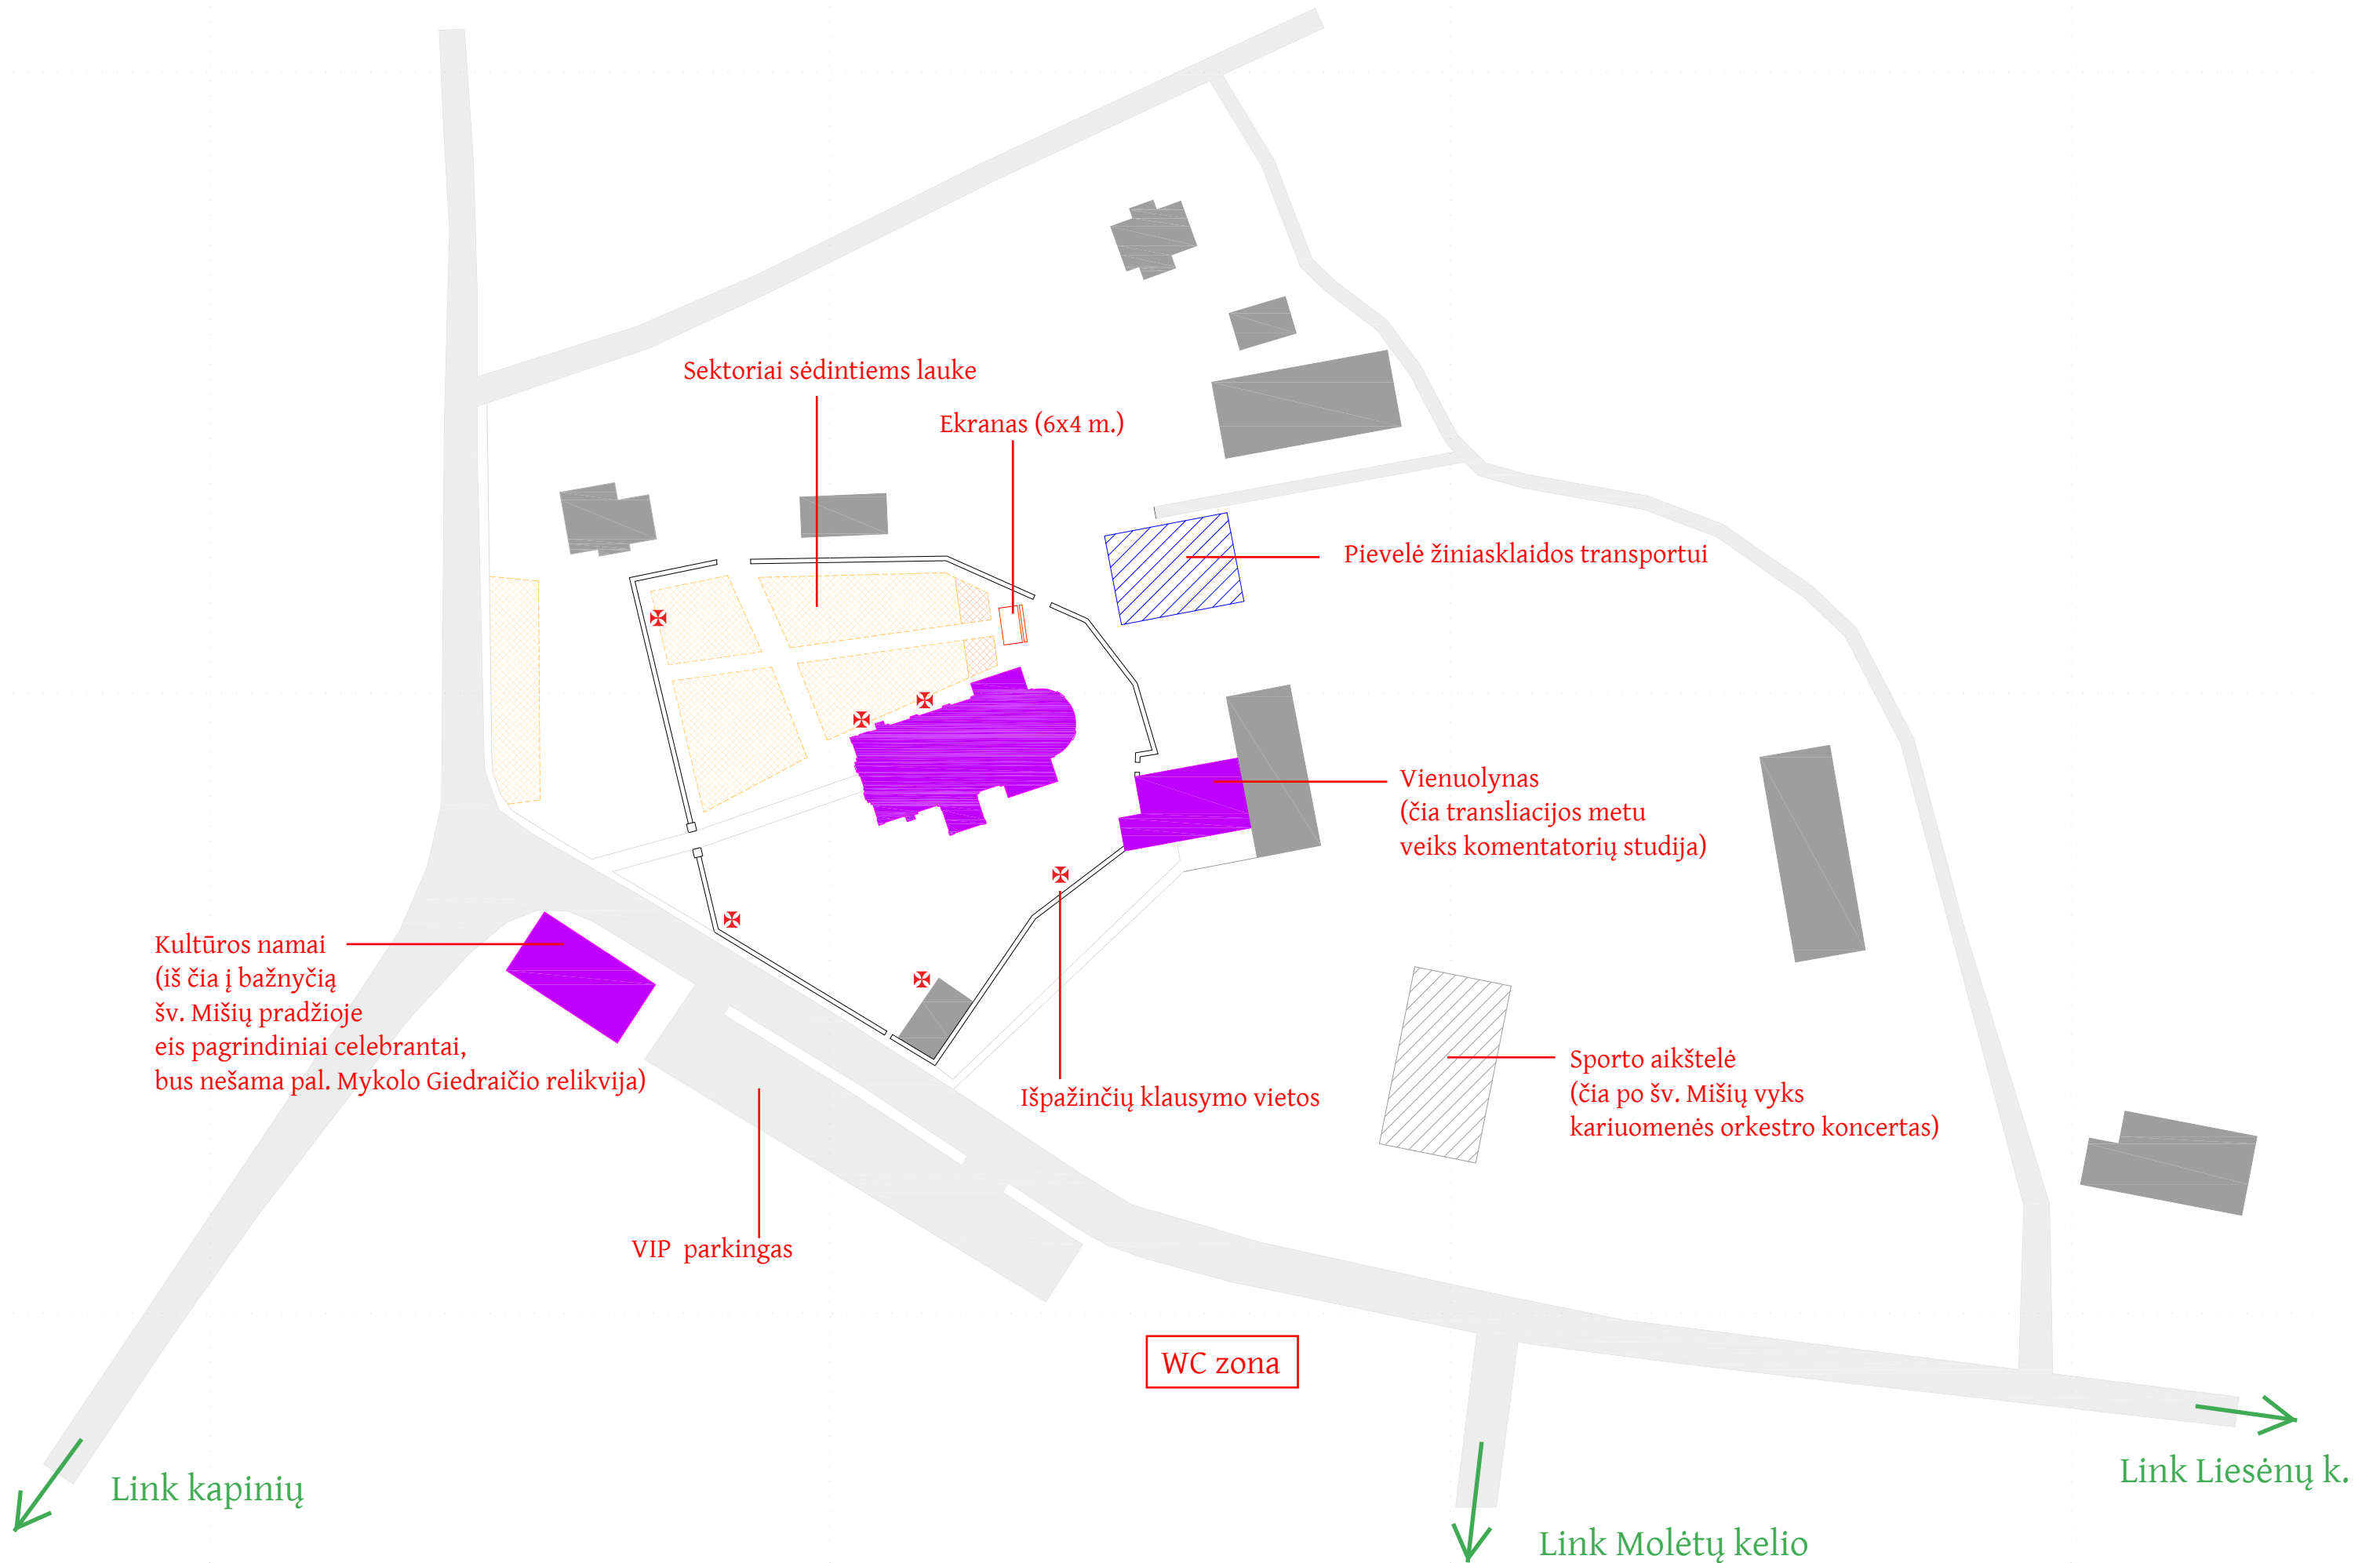 Sektoriai sėdintiems lauke
Ekranas (6x4 m.)
Pievelė žiniasklaidos transportui
Vienuolynas
(čia transliacijos metu
veiks komentatorių studija)
Kultūros namai
(iš čia į bažnyčią
šv. Mišių pradžioje
eis pagrindiniai celebrantai,
bus nešama pal. Mykolo Giedraičio relikvija)
Išpažinčių klausymo vietos
Sporto aikštelė
(čia po šv. Mišių vyks
kariuomenės orkestro koncertas)
VIP parkingas
WC zona
Link kapinių
Link Liesėnų k.
Link Molėtų kelio